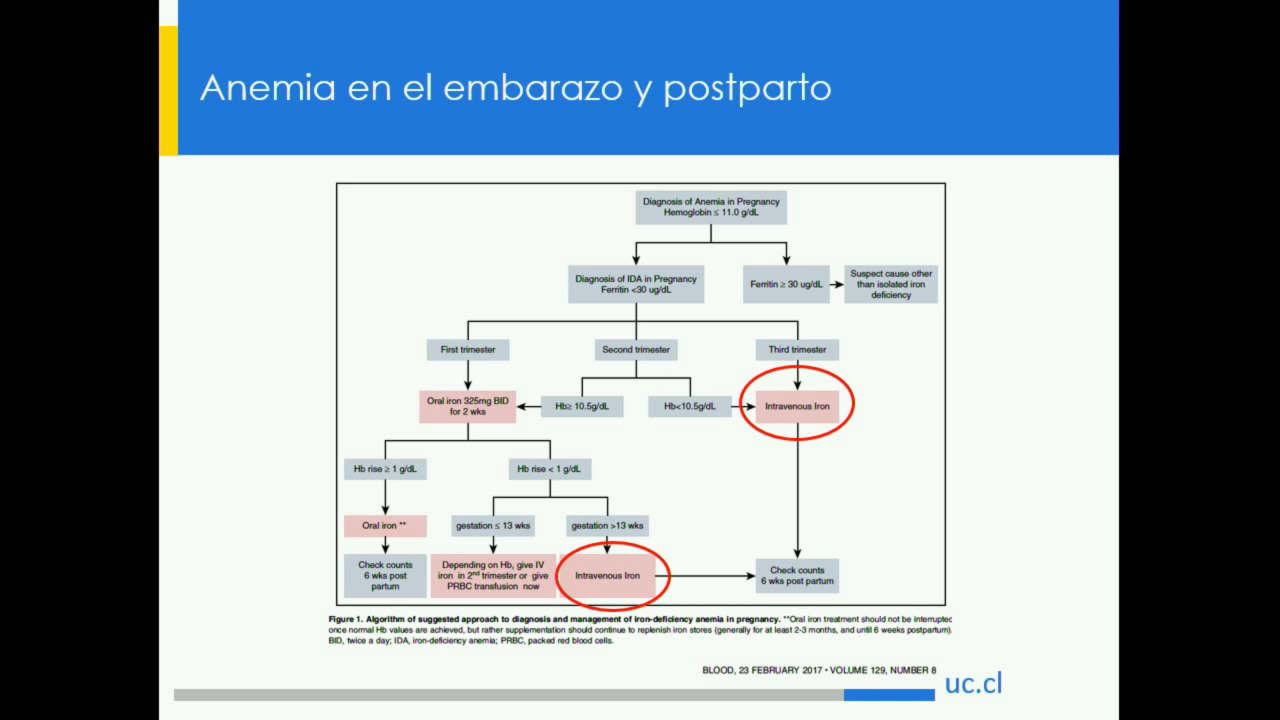 Anemia en el embarazo y postparto
Diagnosis of Anemia in Pregnancy
Hemoglobin ≤ 11.0 g/dL
Diagnosis of IDA in Pregnancy
Ferritin <30 ug/dL
Ferritin ≥ 30 ug/dL
Suspect cause other
than isolated iron
deficiency
First trimester
Second trimester
Third trimester
Oral iron 325mg BID
for 2 wks
Hb≥ 10.5g/dL
Hb<10.5g/dL
Intravenous Iron
Hb rise ≥ 1 g/dL
Hb rise < 1 g/dL
Oral iron **
gestation ≤ 13 wks
gestation >13 wks
Check counts
6 wks post
partum
Depending on Hb, give IV
iron in 2nd trimester or give
PRBC transfusion now
Intravenous Iron
Check counts
6 wks post partum
Figure 1. Algorithm of suggested approach to diagnosis and management of iron-deficiency anemia in pregnancy. **Oral iron treatment should not be interrupted
once normal Hb values are achieved, but rather supplementation should continue to replenish iron stores (generally for at least 2-3 months, and until 6 weeks postpartum).
BID, twice a day; IDA, iron-deficiency anemia; PRBC, packed red blood cells.
BLOOD, 23 FEBRUARY 2017 • VOLUME 129, NUMBER 8
uc.cl